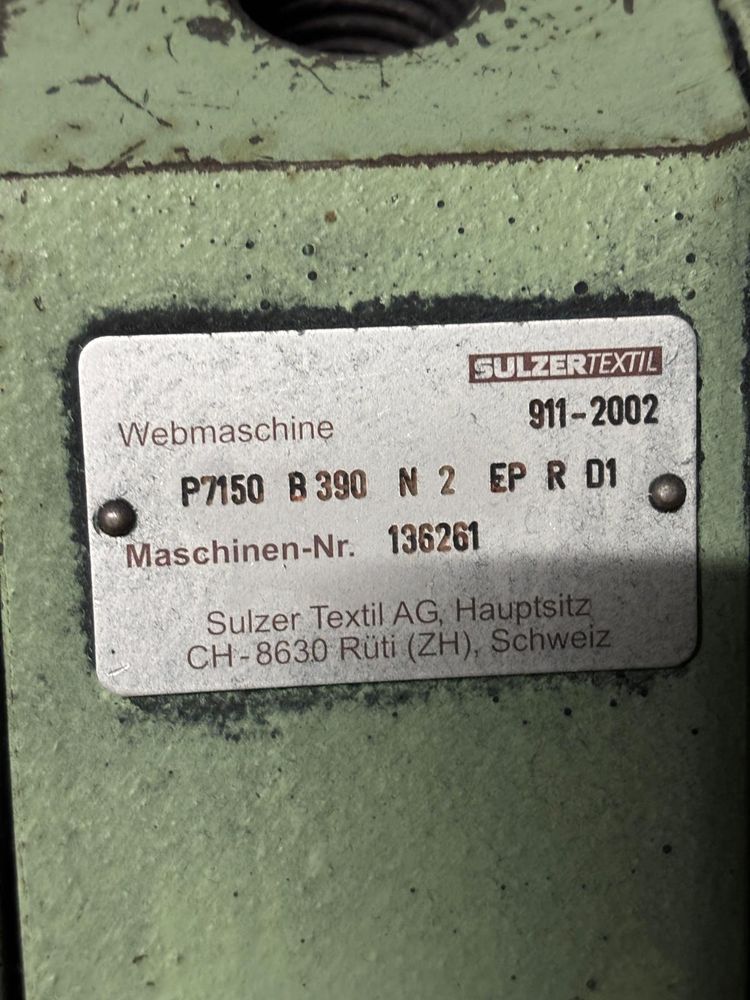 SULZERTEXTIL
911-2002
Webmaschine
P7150 B 390 N 2 EP R D1
Maschinen-Nr. 136261
Sulzer Textil AG, Hauptsitz
CH-8630 Rüti (ZH), Schweiz